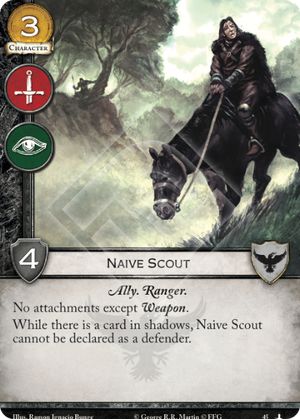 3
CHARACTER
4
NAIVE SCOUT
Ally. Ranger.
No attachments except Weapon.
While there is a card in shadows, Naive Scout
cannot be declared as a defender.
Illus. Ramon Ignacio Bunge © George R.R. Martin © FFG 45